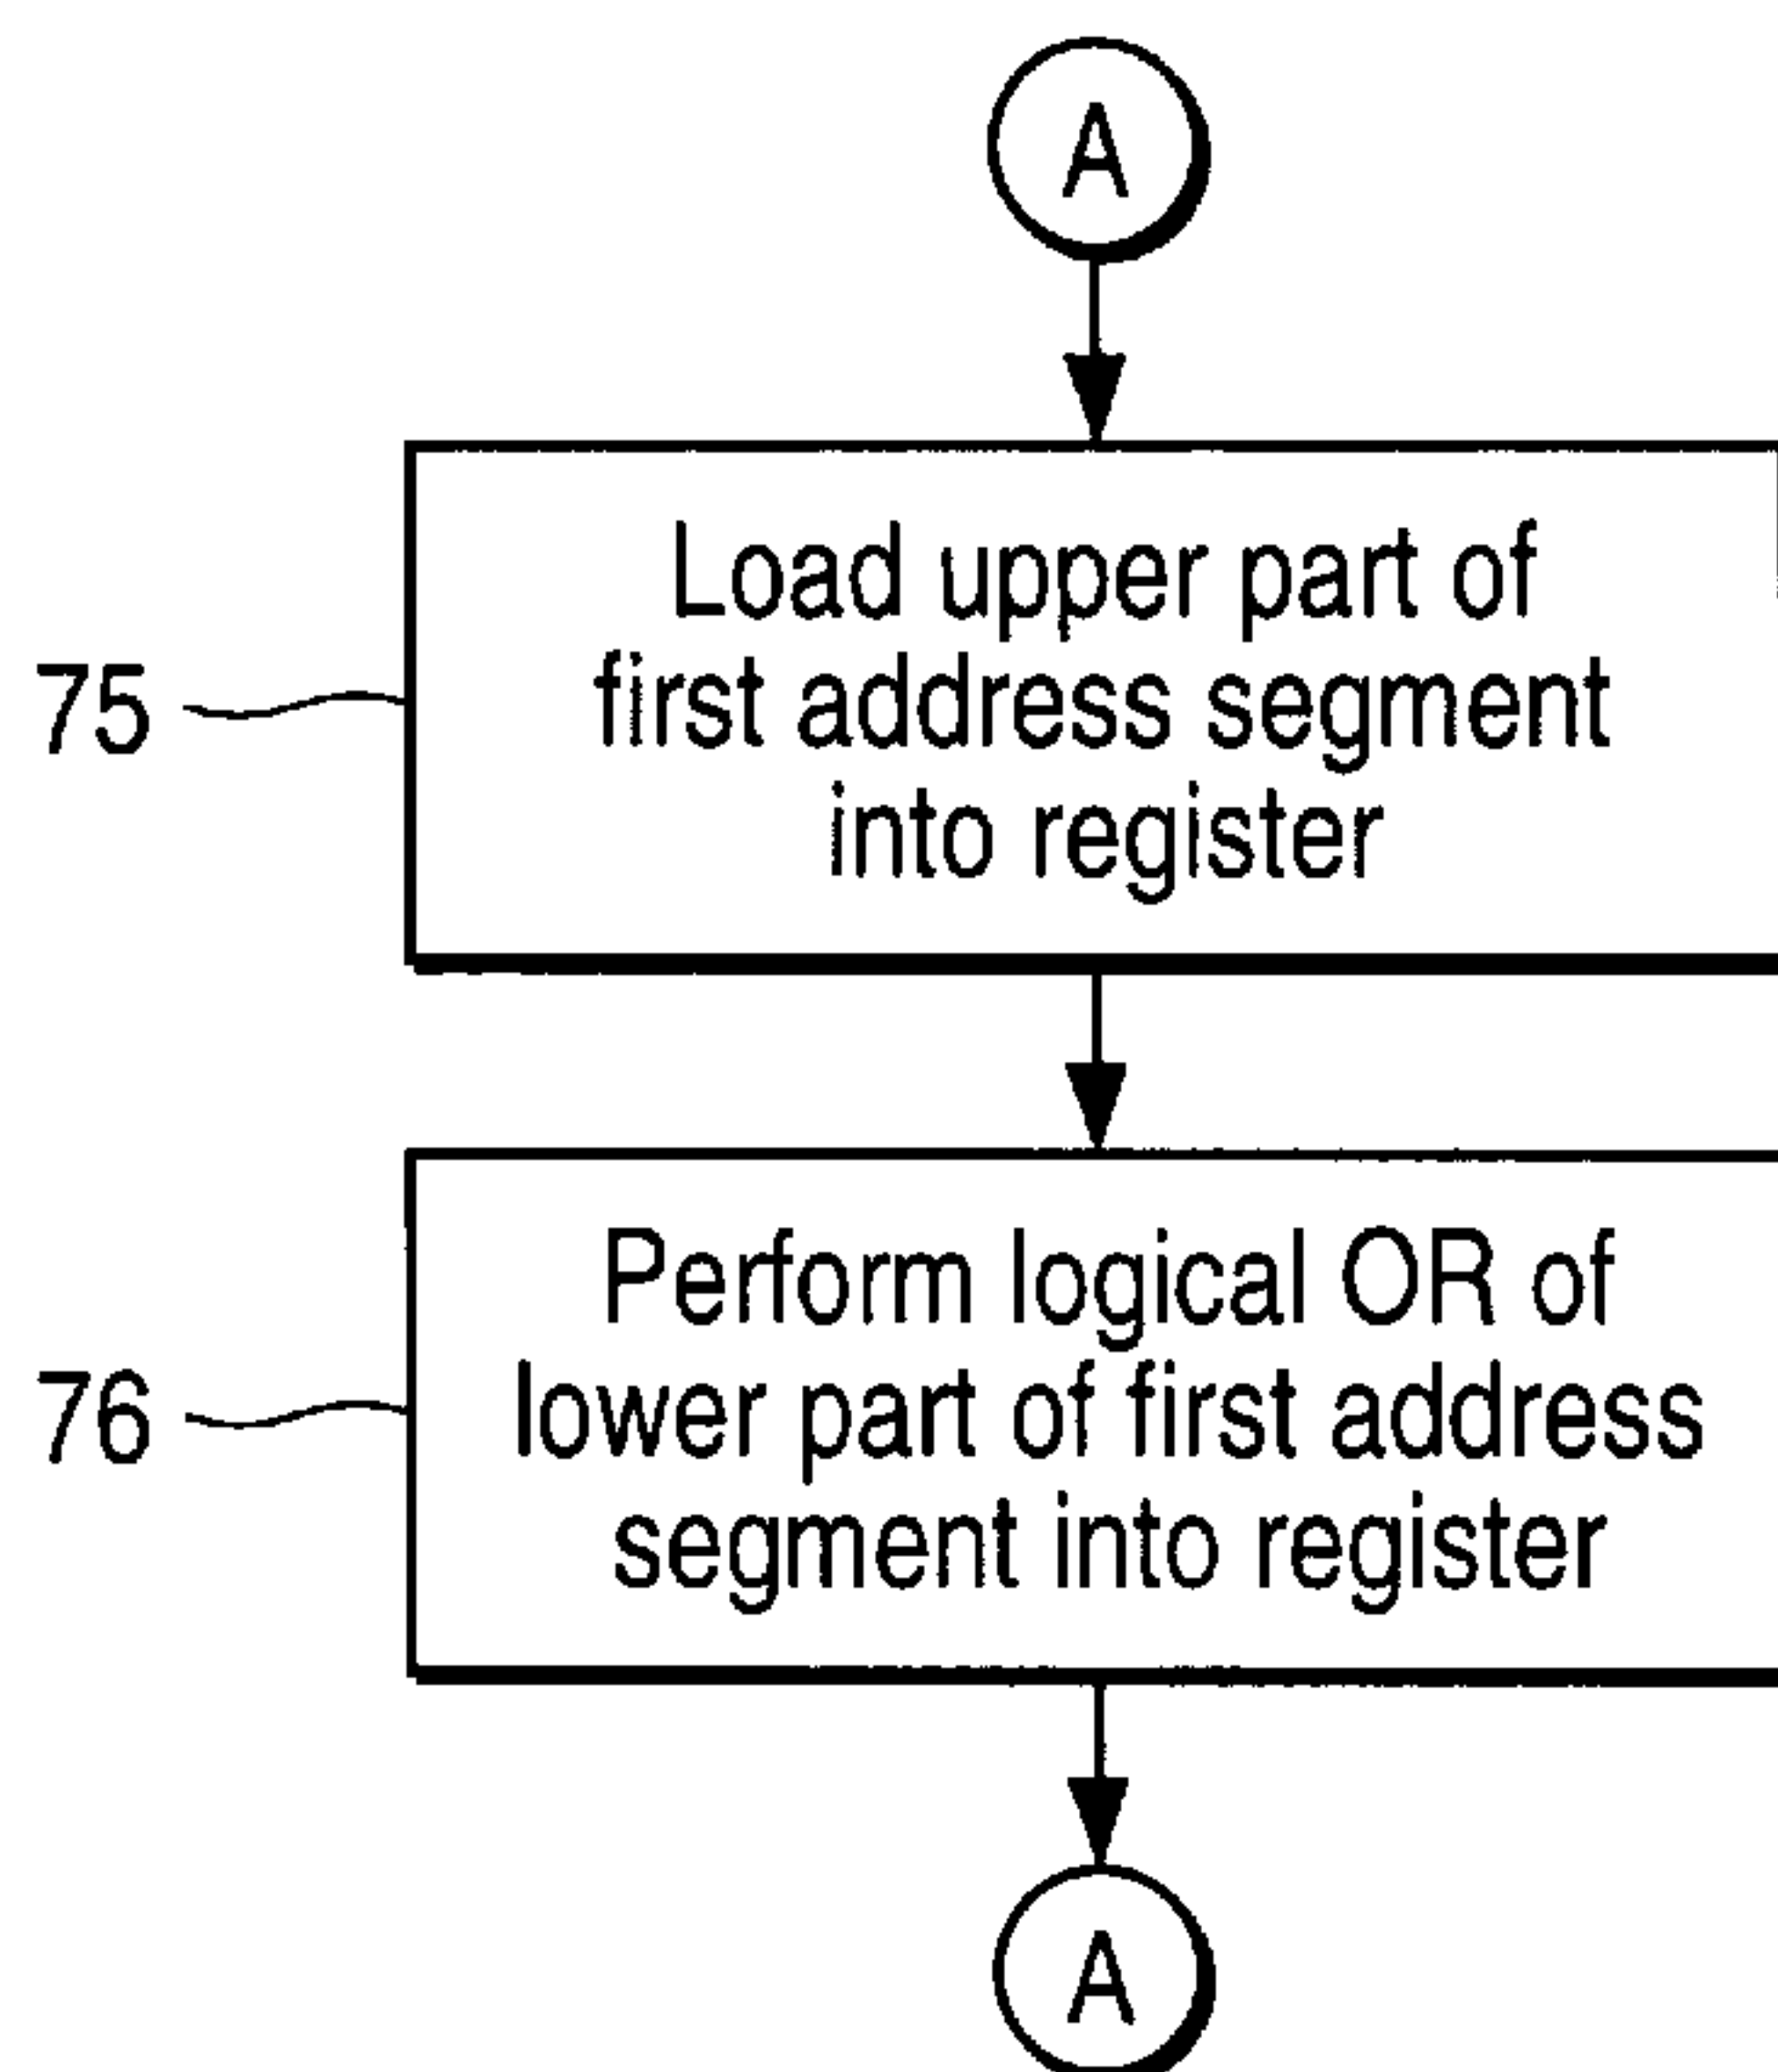 A
Load upper part of
first address segment
into register
75
Perform logical OR of
lower part of first address
segment into register
76
A